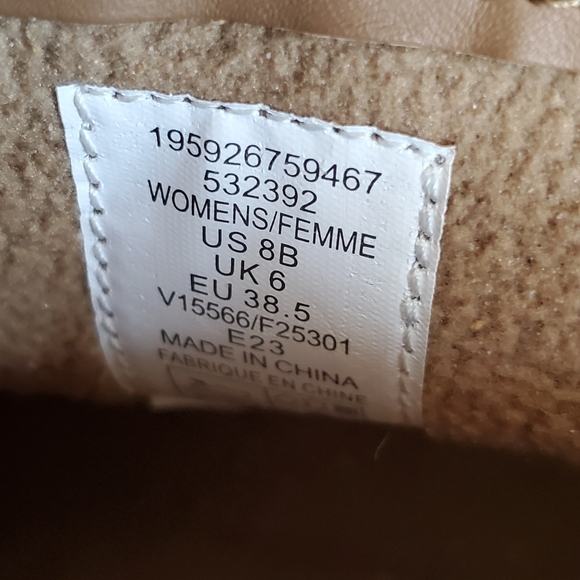 195926759467
532392
WOMENS/FEMME
US 8B
UK 6
EU 38.5
V15566/F25301
E23
MADE IN CHINA
FABRIQUE EN CHINE